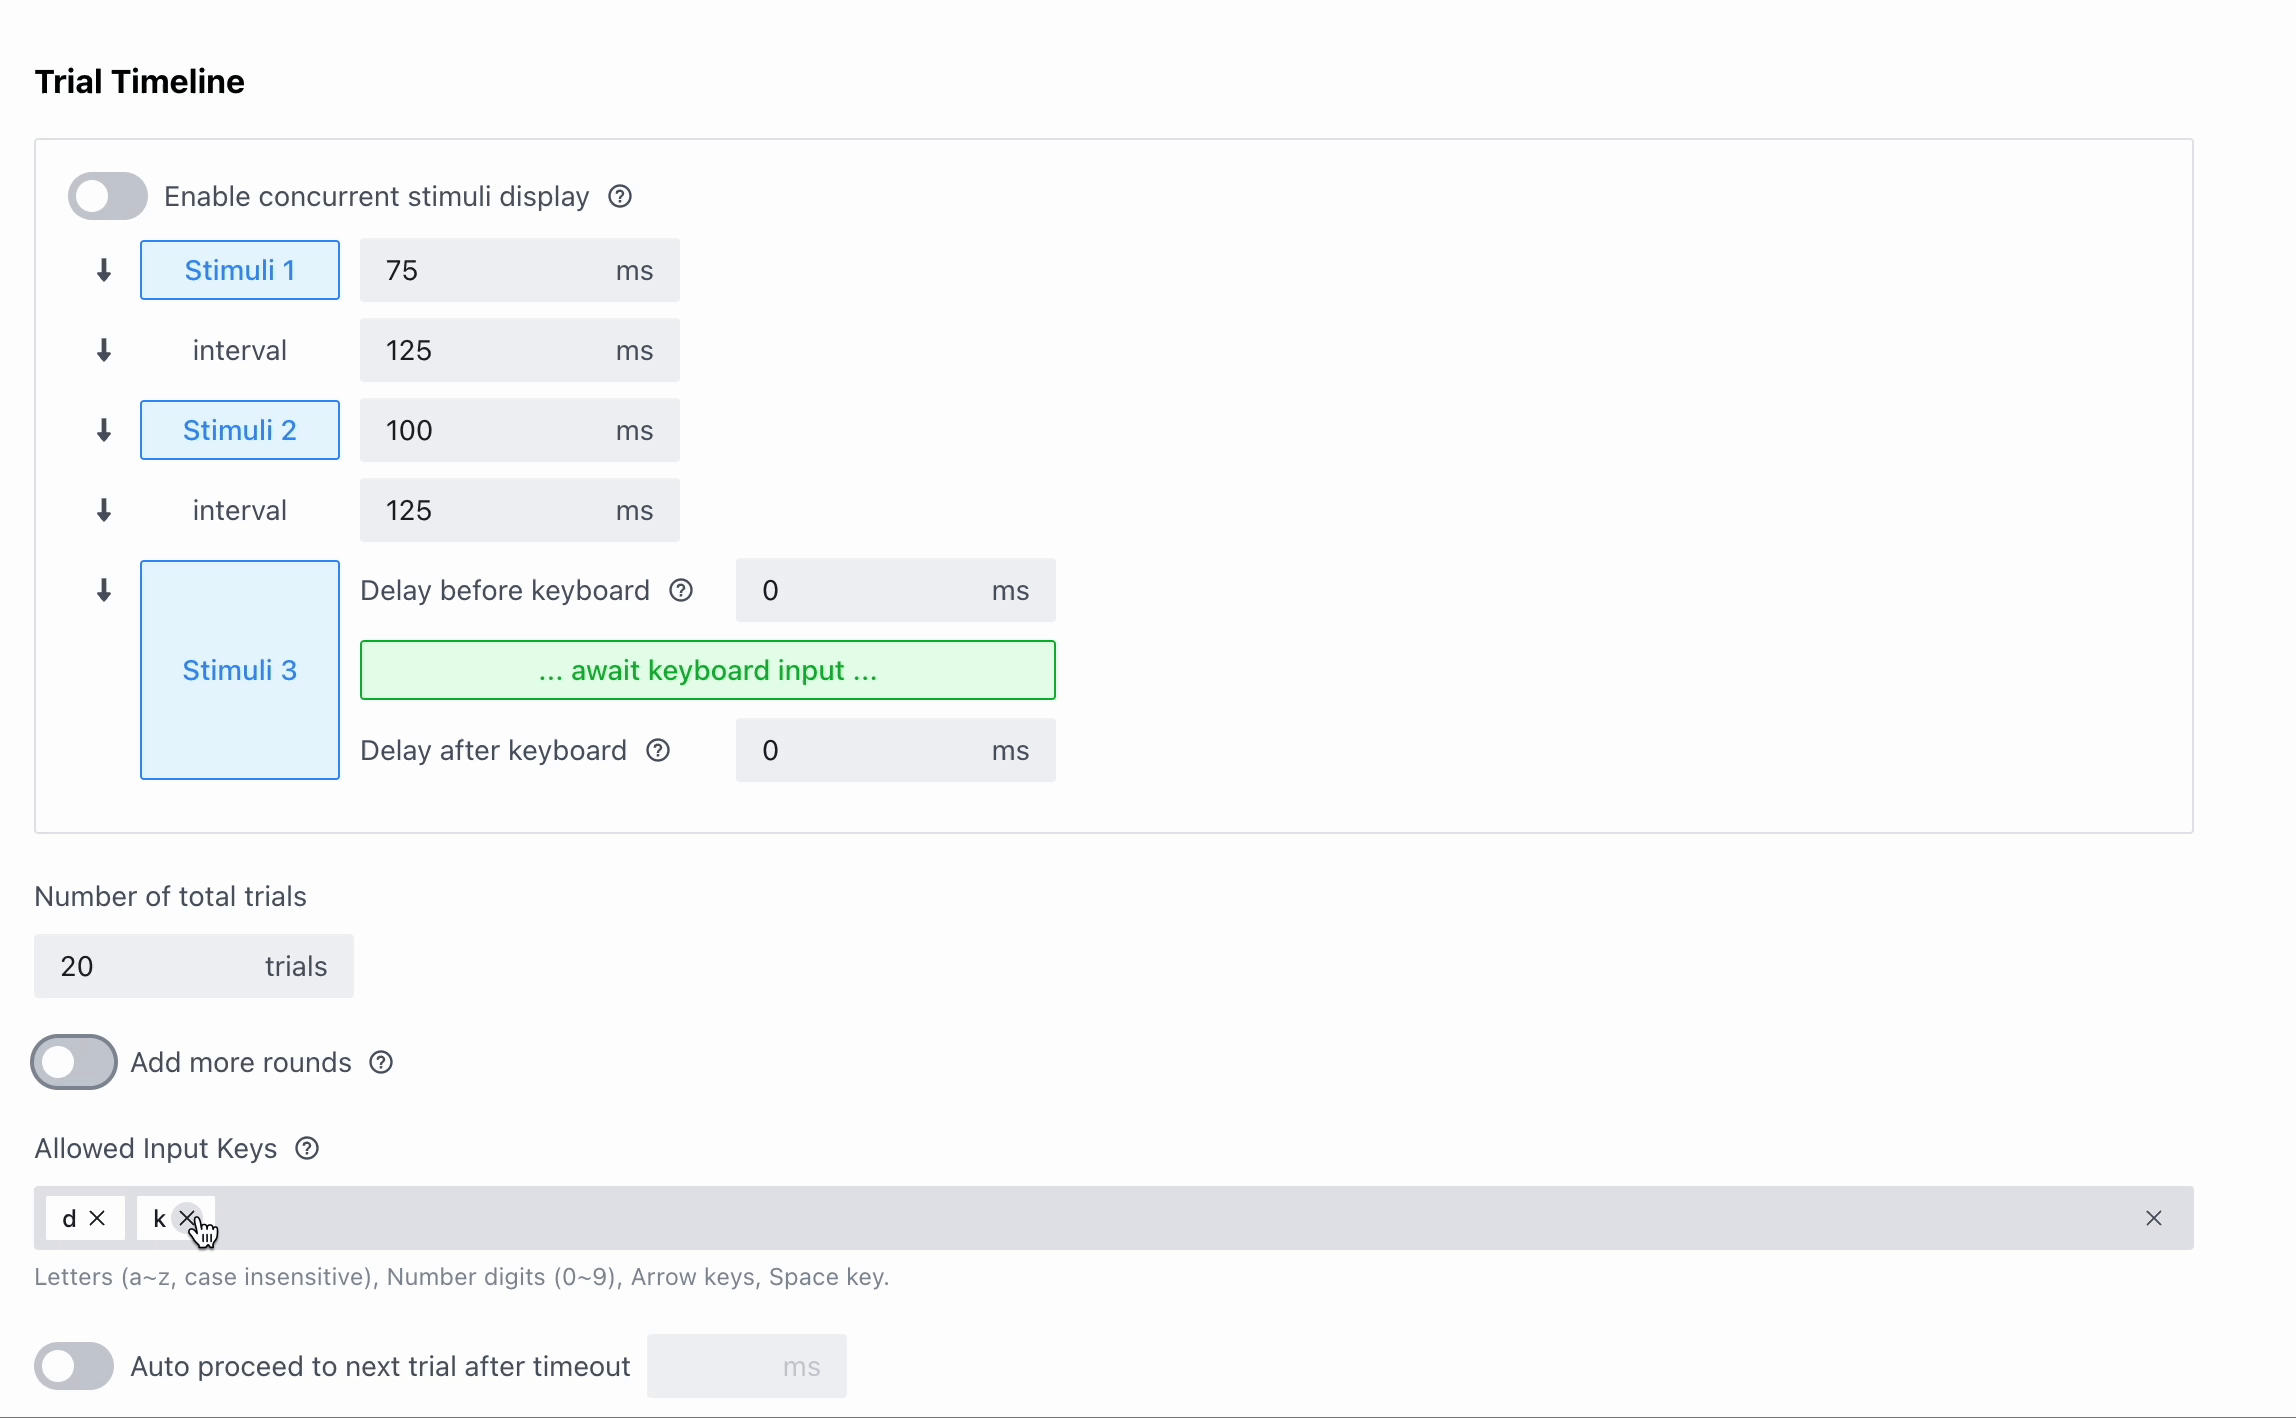 Trial Timeline
Enable concurrent stimuli display
Stimuli 1 75 ms
interval 125 ms
Stimuli 2 100 ms
interval 125 ms
Delay before keyboard 0 ms
Stimuli 3 ... await keyboard input ...
Delay after keyboard 0 ms
Number of total trials
20 trials
Add more rounds
Allowed Input Keys
d k
Letters (a~z, case insensitive), Number digits (0~9), Arrow keys, Space key.
Auto proceed to next trial after timeout ms